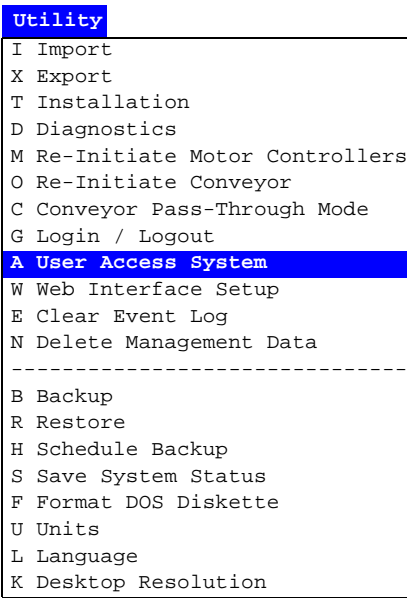 Utility
I Import
X Export
T Installation
D Diagnostics
M Re-Initiate Motor Controllers
O Re-Initiate Conveyor
C Conveyor Pass-Through Mode
G Login / Logout
A User Access System
W Web Interface Setup
E Clear Event Log
N Delete Management Data
-------------------------------
B Backup
R Restore
H Schedule Backup
S Save System Status
F Format DOS Diskette
U Units
L Language
K Desktop Resolution